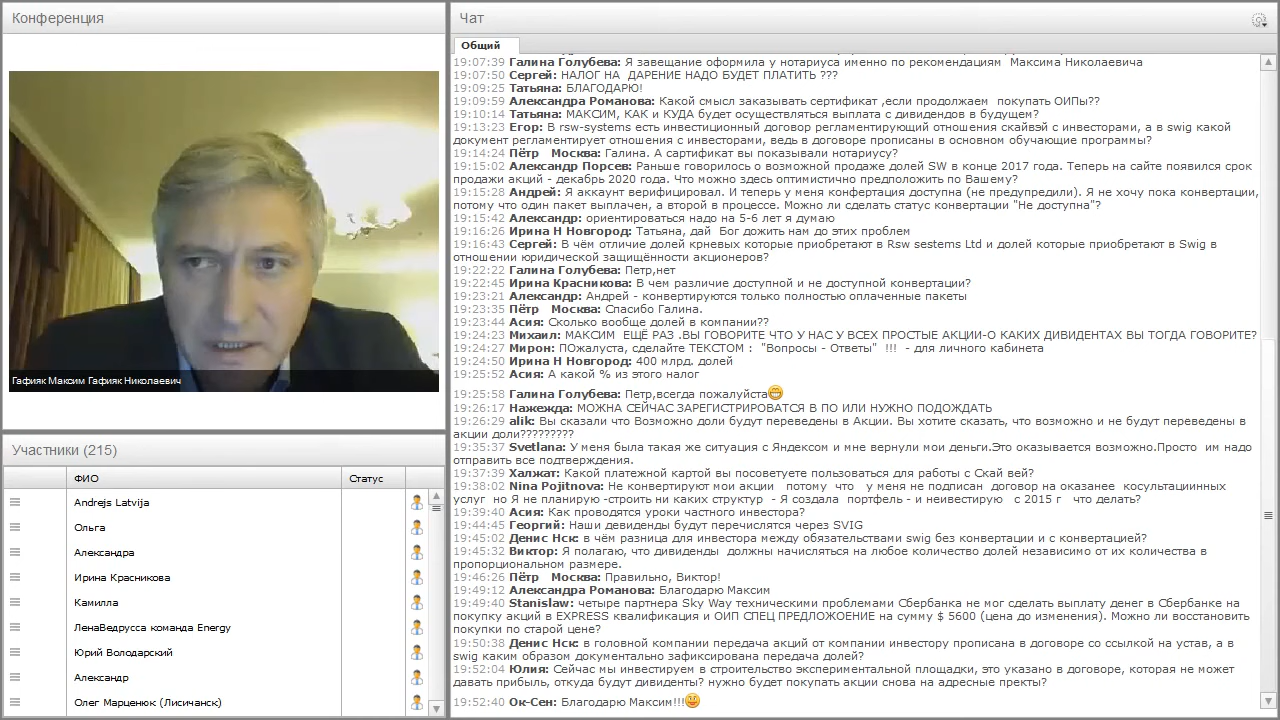 Конференция
Гафияк Максим Гафияк Николаевич
Участники (215)
ФИО
Статус
Andrejs Latvija
Ольга
Александра
Ирина Красникова
Камилла
ЛенаВедрусса команда Energy
Юрий Володарский
Александр
Олег Марценюк (Лисичанск)
Чат
Общий
19:07:39 Галина Голубева: Я завещание оформила у нотариуса именно по рекомендациям Максима Николаевича
19:07:50 Сергей: НАЛОГ НА ДАРЕНИЕ НАДО БУДЕТ ПЛАТИТЬ ???
19:09:25 Татьяна: БЛАГОДАРЮ!
19:09:59 Александра Романова: Какой смысл заказывать сертификат ,если продолжаем покупать ОИПы??
19:10:14 Татьяна: МАКСИМ, КАК и КУДА будет осуществляться выплата с дивидендов в будущем?
19:13:23 Егор: В rsw-systems есть инвестиционный договор регламентирующий отношения скайвэй с инвесторами, а в swig какой
документ регламентирует отношения с инвесторами, ведь в договоре прописаны в основном обучающие программы?
19:14:24 Пётр Москва: Галина. А сартификат вы показывали нотариусу?
19:15:02 Александр Порсев: Раньше говорилось о возможной продаже долей SW в конце 2017 года. Теперь на сайте появился срок
продажи акций - декабрь 2020 года. Что можно здесь оптимистично предположить по Вашему?
19:15:28 Андрей: Я аккаунт верифицировал. И теперь у меня конфертация доступна (не предупредили). Я не хочу пока конвертации,
потому что один пакет выплачен, а второй в процессе. Можно ли сделать статус конвертации "Не доступна"?
19:15:42 Александр: ориентироваться надо на 5-6 лет я думаю
19:16:26 Ирина Н Новгород: Татьяна, дай Бог дожить нам до этих проблем
19:16:43 Сергей: В чём отличие долей крневых которые приобретают в Rsw sestems Ltd и долей которые приобретают в Swig в
отношении юридической защищённости акционеров?
19:22:22 Галина Голубева: Петр,нет
19:22:45 Ирина Красникова: В чем различие доступной и не доступной конвертации?
19:23:21 Александр: Андрей - конвертируются только полностью оплаченные пакеты
19:23:35 Пётр Москва: Спасибо Галина.
19:23:44 Асия: Сколько вообще долей в компании??
19:24:23 Михаил: МАКСИМ ЕЩЁ РАЗ .ВЫ ГОВОРИТЕ ЧТО У НАС У ВСЕХ ПРОСТЫЕ АКЦИИ-О КАКИХ ДИВИДЕНТАХ ВЫ ТОГДА ГОВОРИТЕ?
19:24:27 Мирон: ПОжалуста, сделайте ТЕКСТОМ : "Вопросы - Ответы" !!! - для личного кабинета
19:24:50 Ирина Н Новгород: 400 млрд. долей
19:25:52 Асия: А какой % из этого налог
19:25:58 Галина Голубева: Петр,всегда пожалуйста
19:26:17 Нажежда: МОЖНА СЕЙЧАС ЗАРЕГИСТРИРОВАТСЯ В ПО ИЛИ НУЖНО ПОДОЖДАТЬ
19:26:29 alik: Вы сказали что Возможно доли будут переведены в Акции. Вы хотите сказать, что возможно и не будут переведены в
акции доли?????????
19:35:37 Svetlana: У меня была такая же ситуация с Яндексом и мне вернули мои деньги.Это оказывается возможно.Просто им надо
отправить все подтверждения.
19:37:39 Халжат: Какой платежной картой вы посоветуете пользоваться для работы с Скай вей?
19:38:02 Nina Pojitnova: Не конвертируют мои акции потому что у меня не подписан договор на оказанее косультациинных
услуг но Я не планирую -строить ни каких структур - Я создала портфель - и неивестирую с 2015 г что делать?
19:39:40 Асия: Как проводятся уроки частного инвестора?
19:44:45 Георгий: Наши девиденды будут перечислятся через SVIG
19:45:02 Денис Нск: в чём разница для инвестора между обязательствами swig без конвертации и с конвертацией?
19:45:32 Виктор: Я полагаю, что дивиденды должны начисляться на любое количество долей независимо от их количества в
пропорциональном размере.
19:46:26 Пётр Москва: Правильно, Виктор!
19:49:12 Александра Романова: Благодарю Максим
19:49:40 Stanislaw: четыре партнера Sky Way техническими проблемами Сбербанка не мог сделать выплату денег в Сбербанке на
покупку акций в EXPRESS квалификация и ОИП СПЕЦ ПРЕДЛОЖОЕНИЕ на сумму $ 5600 (цена до изменения). Можно ли восстановить
покупки по старой цене?
19:50:38 Денис Нск: в головной компании передача акций от компании инвестору прописана в договоре со ссылкой на устав, а в
swig каким образом документально зафиксирована передача долей?
19:52:04 Юлия: Сейчас мы инвестируем в строительство экспериментальной площадки, это указано в договоре, которая не может
давать прибыль, откуда будут дивиденты? нужно будет покупать акции снова на адресные пректы?
19:52:40 Ок-Сен: Благодарю Максим!!!